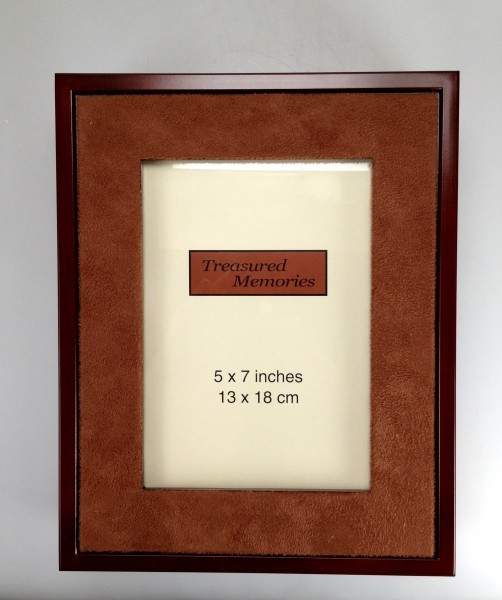 Treasured
Memories
5 x 7 inches
13 x 18 cm